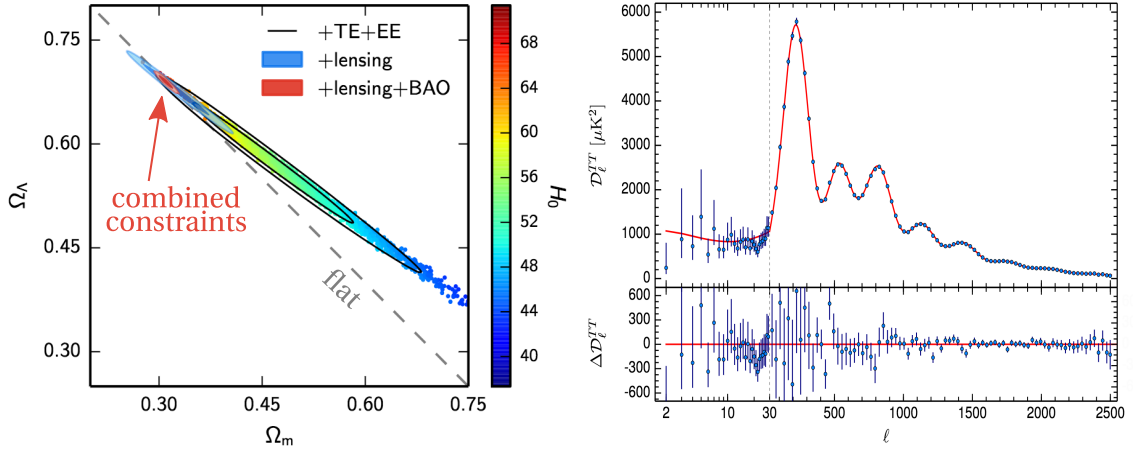 0.75
0.60
0.45
0.30
Ω_Λ
0.30 0.45 0.60 0.75
Ω_m
+TE+EE
+lensing
+lensing+BAO
combined
constraints
flat
68
64
60
56
52
48
44
40
H_0
6000
5000
4000
3000
2000
1000
0
D_ℓ^TT [μK²]
600
300
0
-300
-600
ΔD_ℓ^TT
2 10 30 500 1000 1500 2000 2500
ℓ